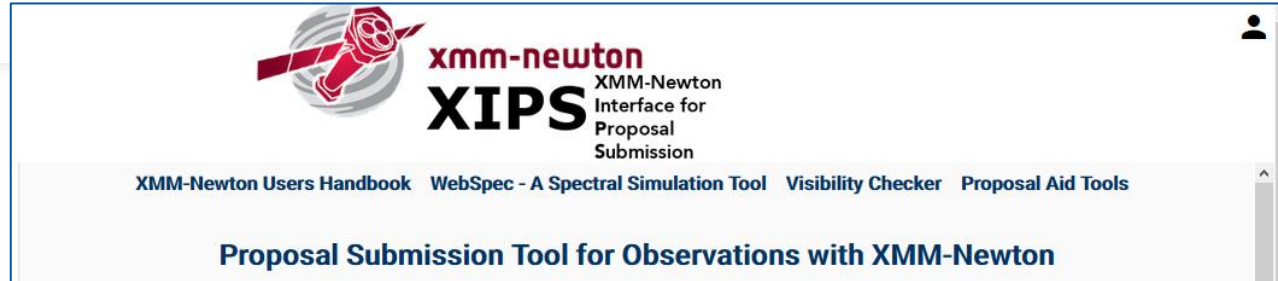 xmm-newton
XIPS
XMM-Newton
Interface for
Proposal
Submission
XMM-Newton Users Handbook WebSpec - A Spectral Simulation Tool Visibility Checker Proposal Aid Tools
Proposal Submission Tool for Observations with XMM-Newton